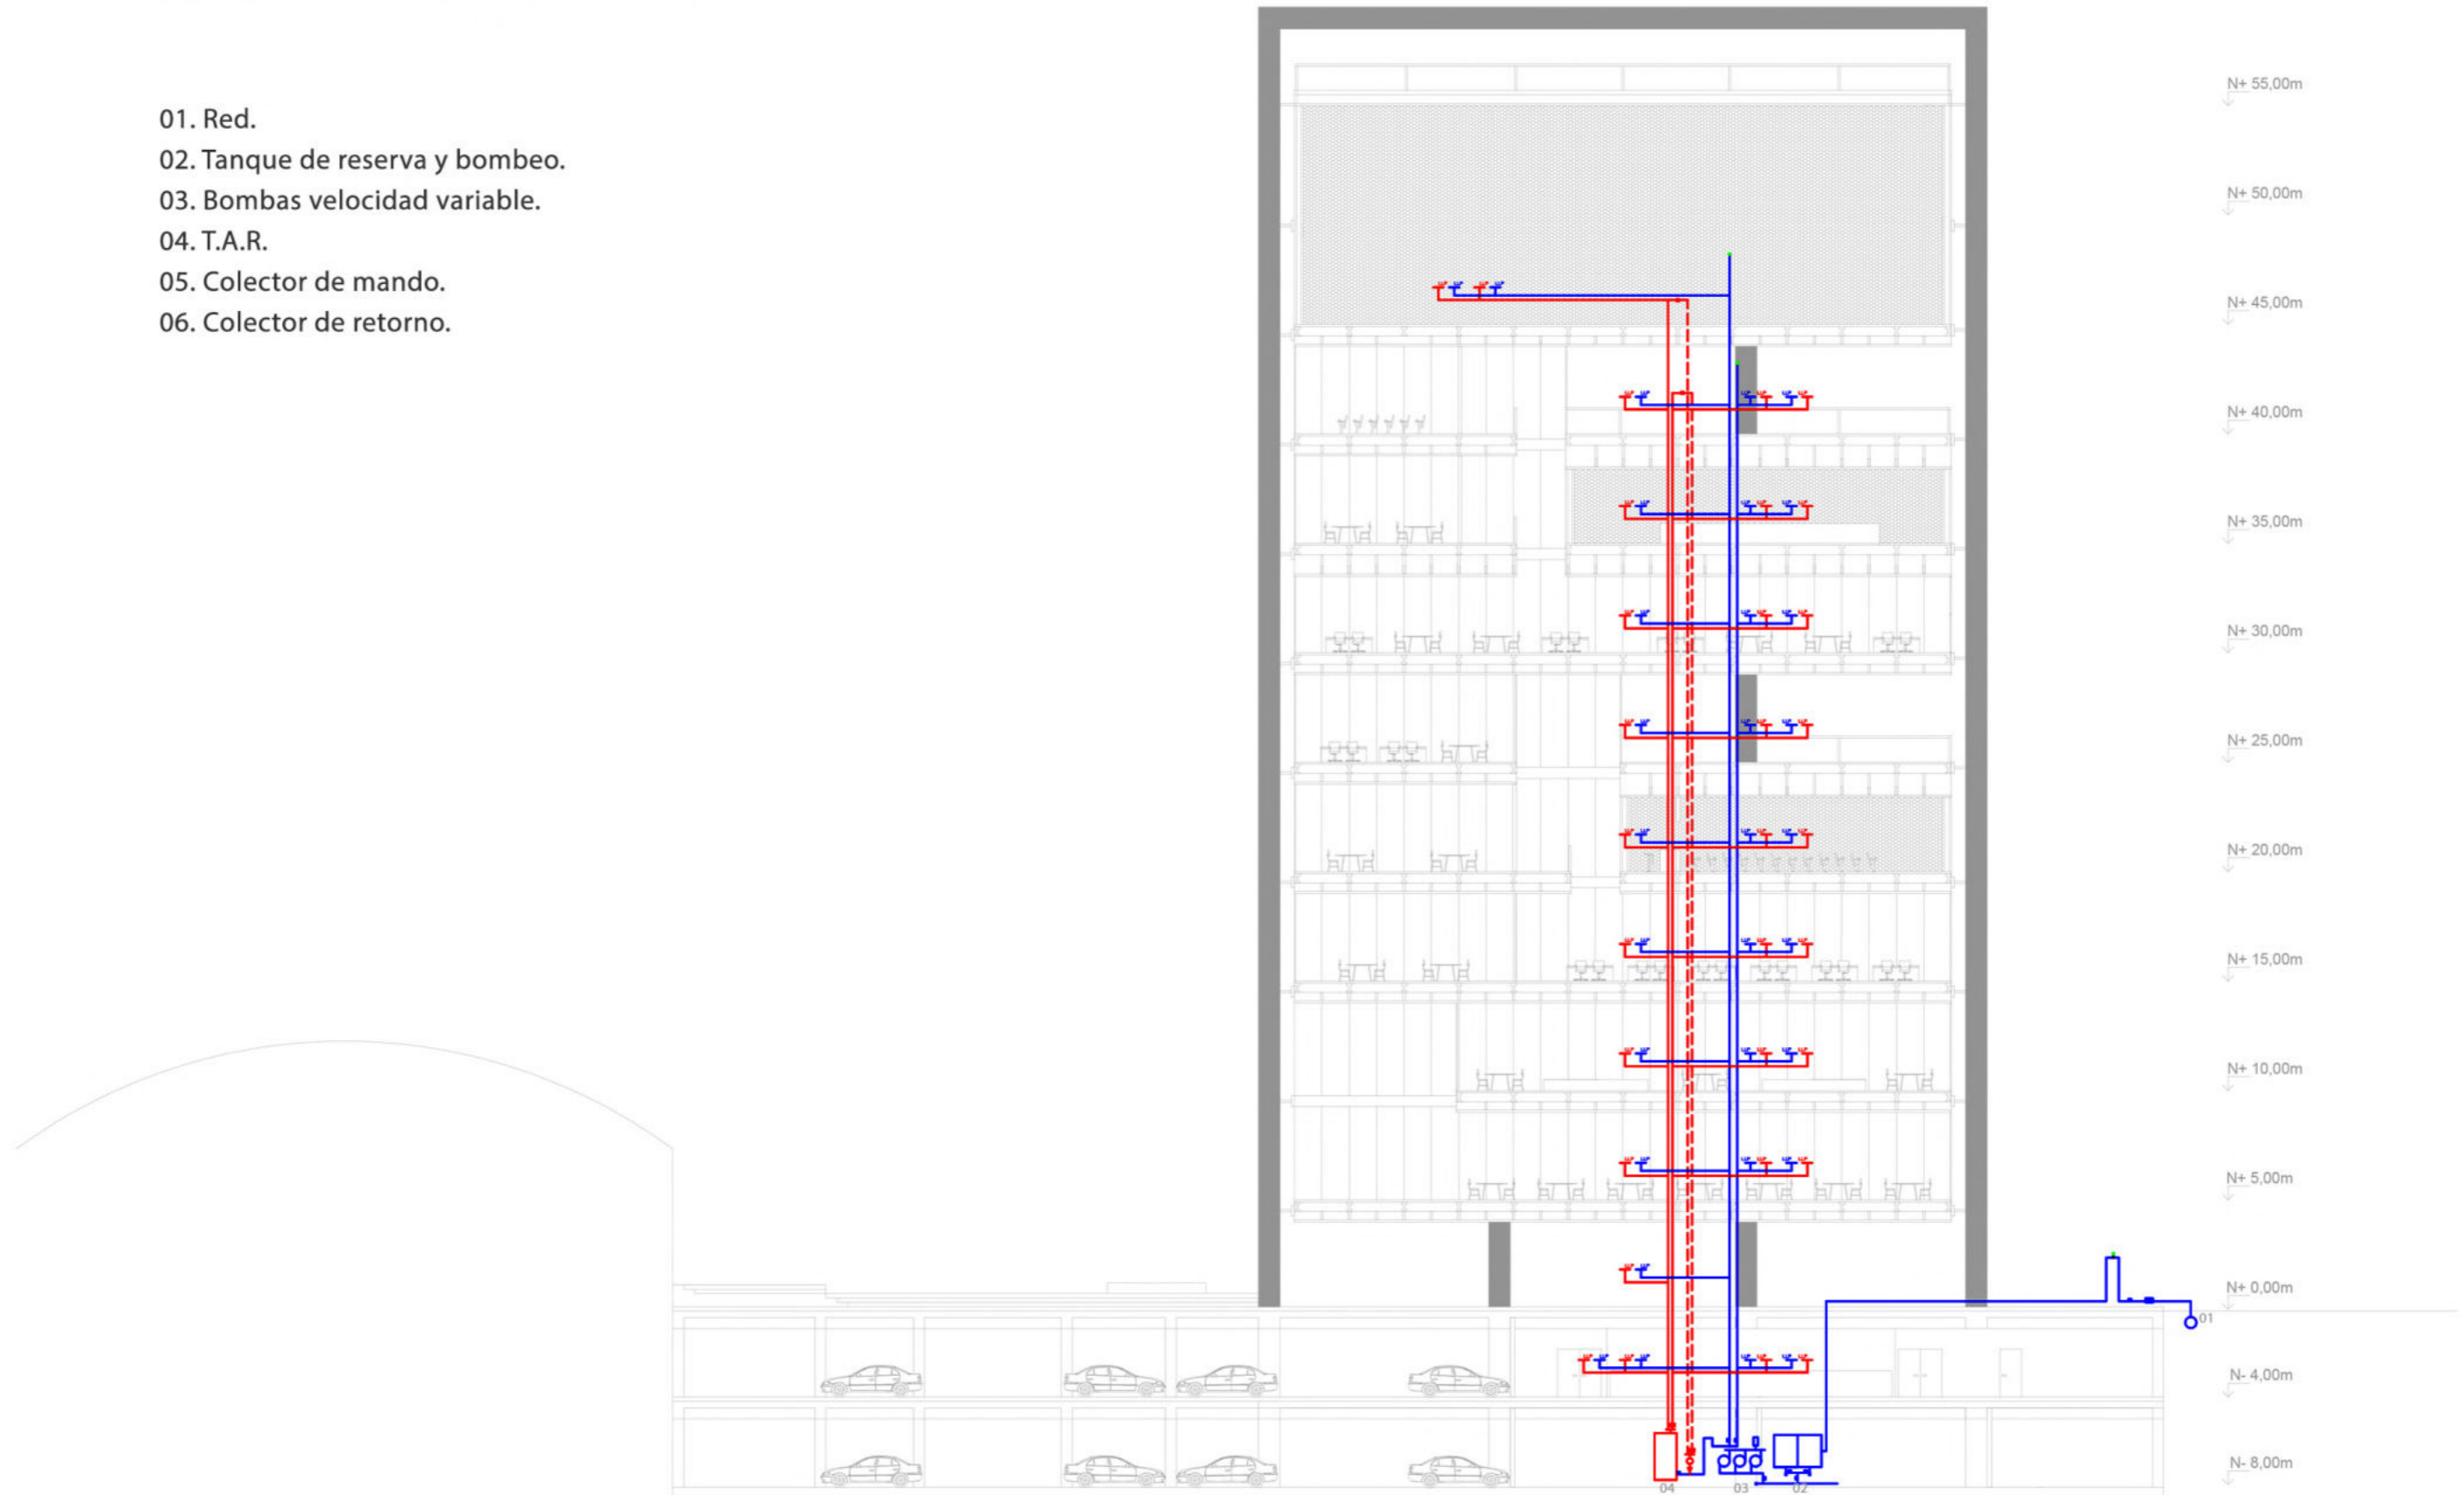 01. Red.
02. Tanque de reserva y bombeo.
03. Bombas velocidad variable.
04. T.A.R.
05. Colector de mando.
06. Colector de retorno.
N+ 55,00m
N+ 50,00m
N+ 45,00m
N+ 40,00m
N+ 35,00m
N+ 30,00m
N+ 25,00m
N+ 20,00m
N+ 15,00m
N+ 10,00m
N+ 5,00m
N+ 0,00m
01
N- 4,00m
N- 8,00m
04
03
02